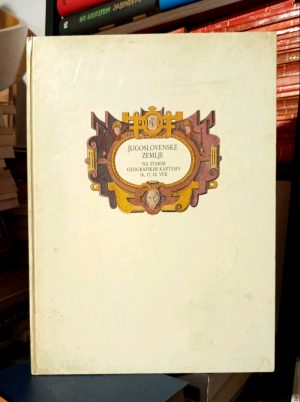 JUGOSLOVENSKE
ZEMLJE
NA STARIM
GEOGRAFSKIM KARTAMA
16, 17, 18. VEK